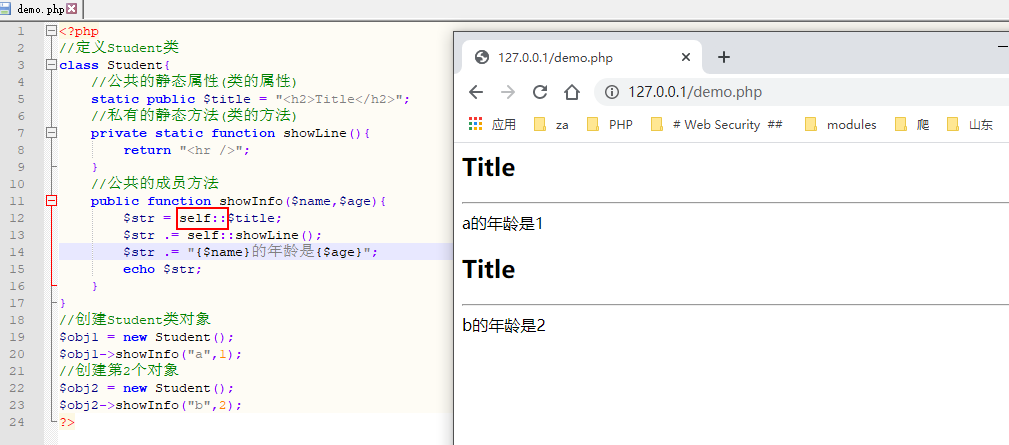 demo.php
1 <?php
2 //定义Student类
3 class Student{
4 //公共的静态属性(类的属性)
5 static public $title = "<h2>Title</h2>";
6 //私有的静态方法(类的方法)
7 private static function showLine(){
8 return "<hr />";
9 }
10 //公共的成员方法
11 public function showInfo($name,$age){
12 $str = self::$title;
13 $str .= self::showLine();
14 $str .= "{$name}的年龄是{$age}";
15 echo $str;
16 }
17 }
18 //创建Student类对象
19 $obj1 = new Student();
20 $obj1->showInfo("a",1);
21 //创建第2个对象
22 $obj2 = new Student();
23 $obj2->showInfo("b",2);
24 ?>
127.0.0.1/demo.php
127.0.0.1/demo.php
应用 za PHP # Web Security ## modules 爬 山东
Title
a的年龄是1
Title
b的年龄是2